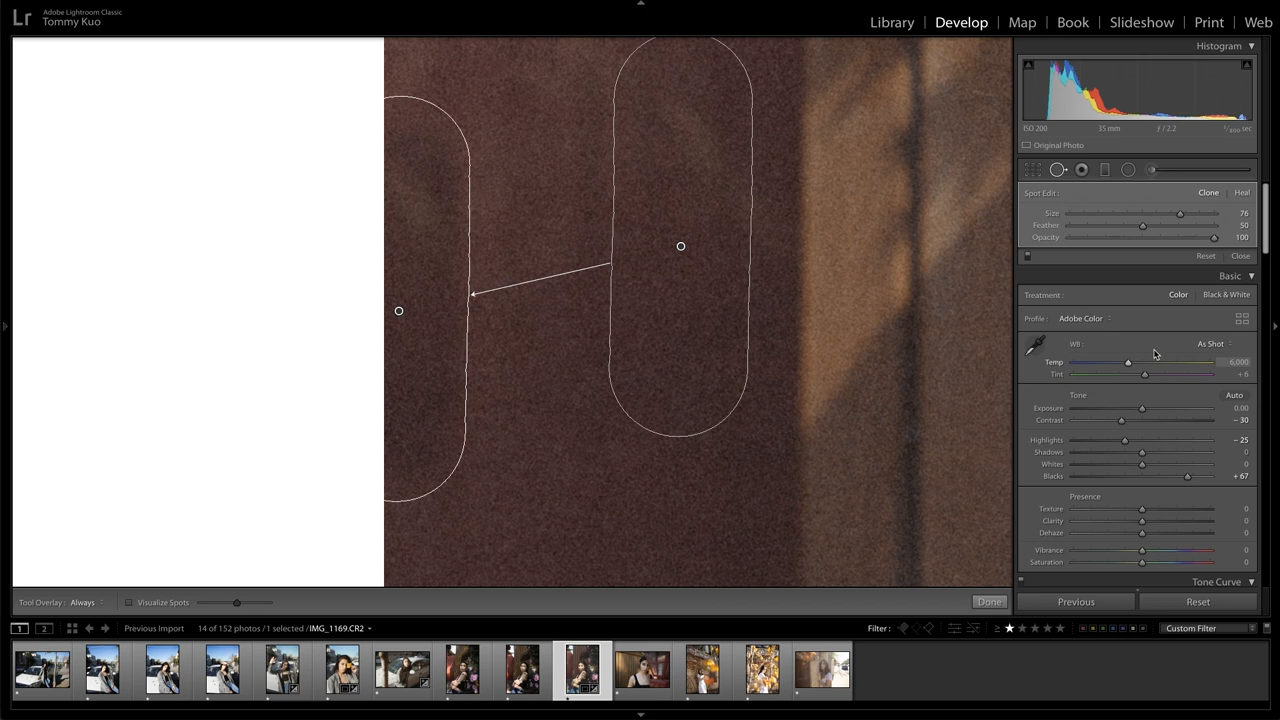 Lr
Adobe Lightroom Classic
Tommy Kuo
Library | Develop | Map | Book | Slideshow | Print | Web
Histogram
ISO 200 35 mm ƒ / 2.2 1/800 sec
Original Photo
Spot Edit : Clone Heal
Size 76
Feather 50
Opacity 100
Reset Close
Basic
Treatment : Color Black & White
Profile : Adobe Color
WB : As Shot
Temp 6,000
Tint + 6
Tone Auto
Exposure 0.00
Contrast − 30
Highlights − 25
Shadows 0
Whites 0
Blacks + 67
Presence
Texture 0
Clarity 0
Dehaze 0
Vibrance 0
Saturation 0
Tone Curve
Tool Overlay : Always Visualize Spots Done
Previous Reset
1 2 Previous Import 14 of 152 photos / 1 selected / IMG_1169.CR2 Filter : ≥ Custom Filter